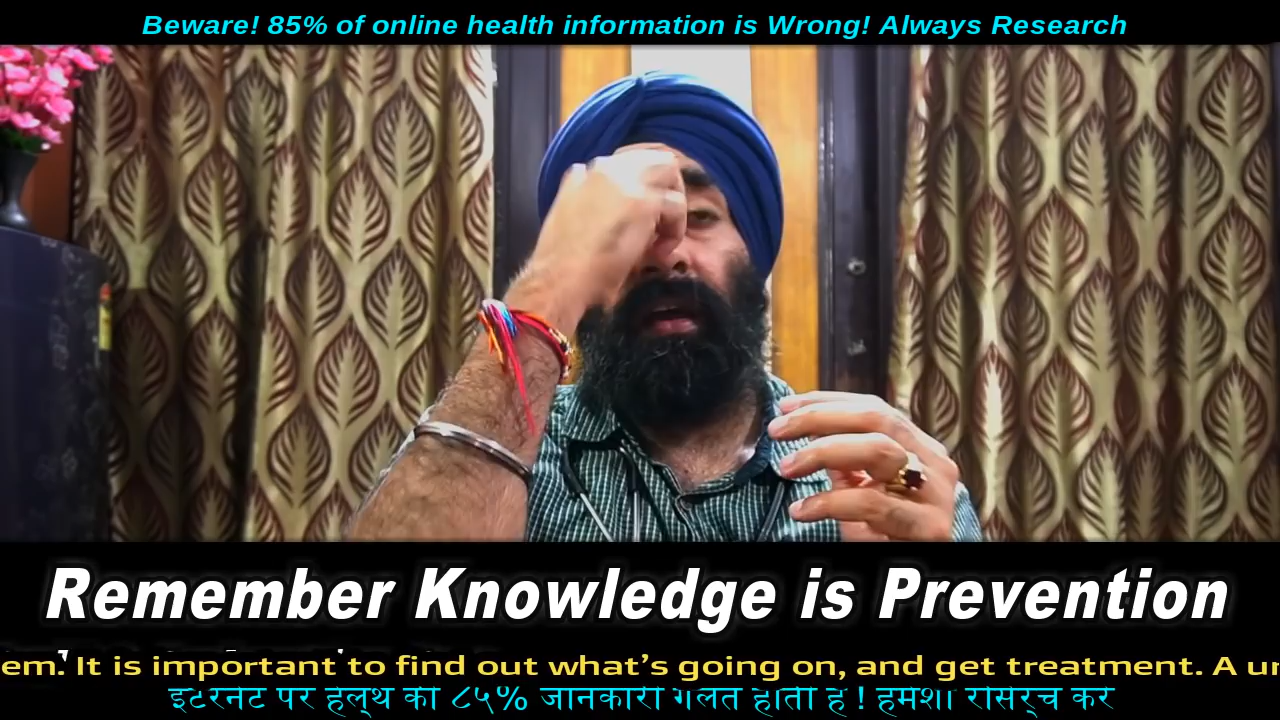 Beware! 85% of online health information is Wrong! Always Research
Remember Knowledge is Prevention
em. It is important to find out what’s going on, and get treatment. A
इंटरनेट पर हेल्थ की ८५% जानकारी गलत होती है ! हमेशा रीसर्च करें